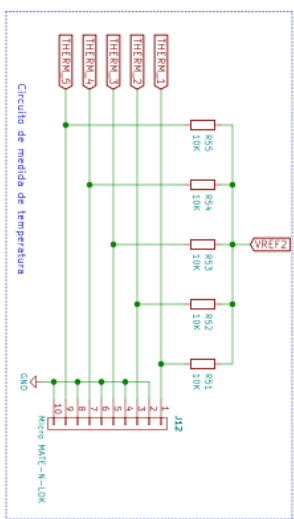 THERM_5
THERM_4
THERM_3
THERM_2
THERM_1
R55
10K
R54
10K
VREF2
R53
10K
R52
10K
R51
10K
Circuito de medida de temperatura
GND
10
9
8
7
6
5
4
3
2
1
J12
Micro MATE-N-LOK